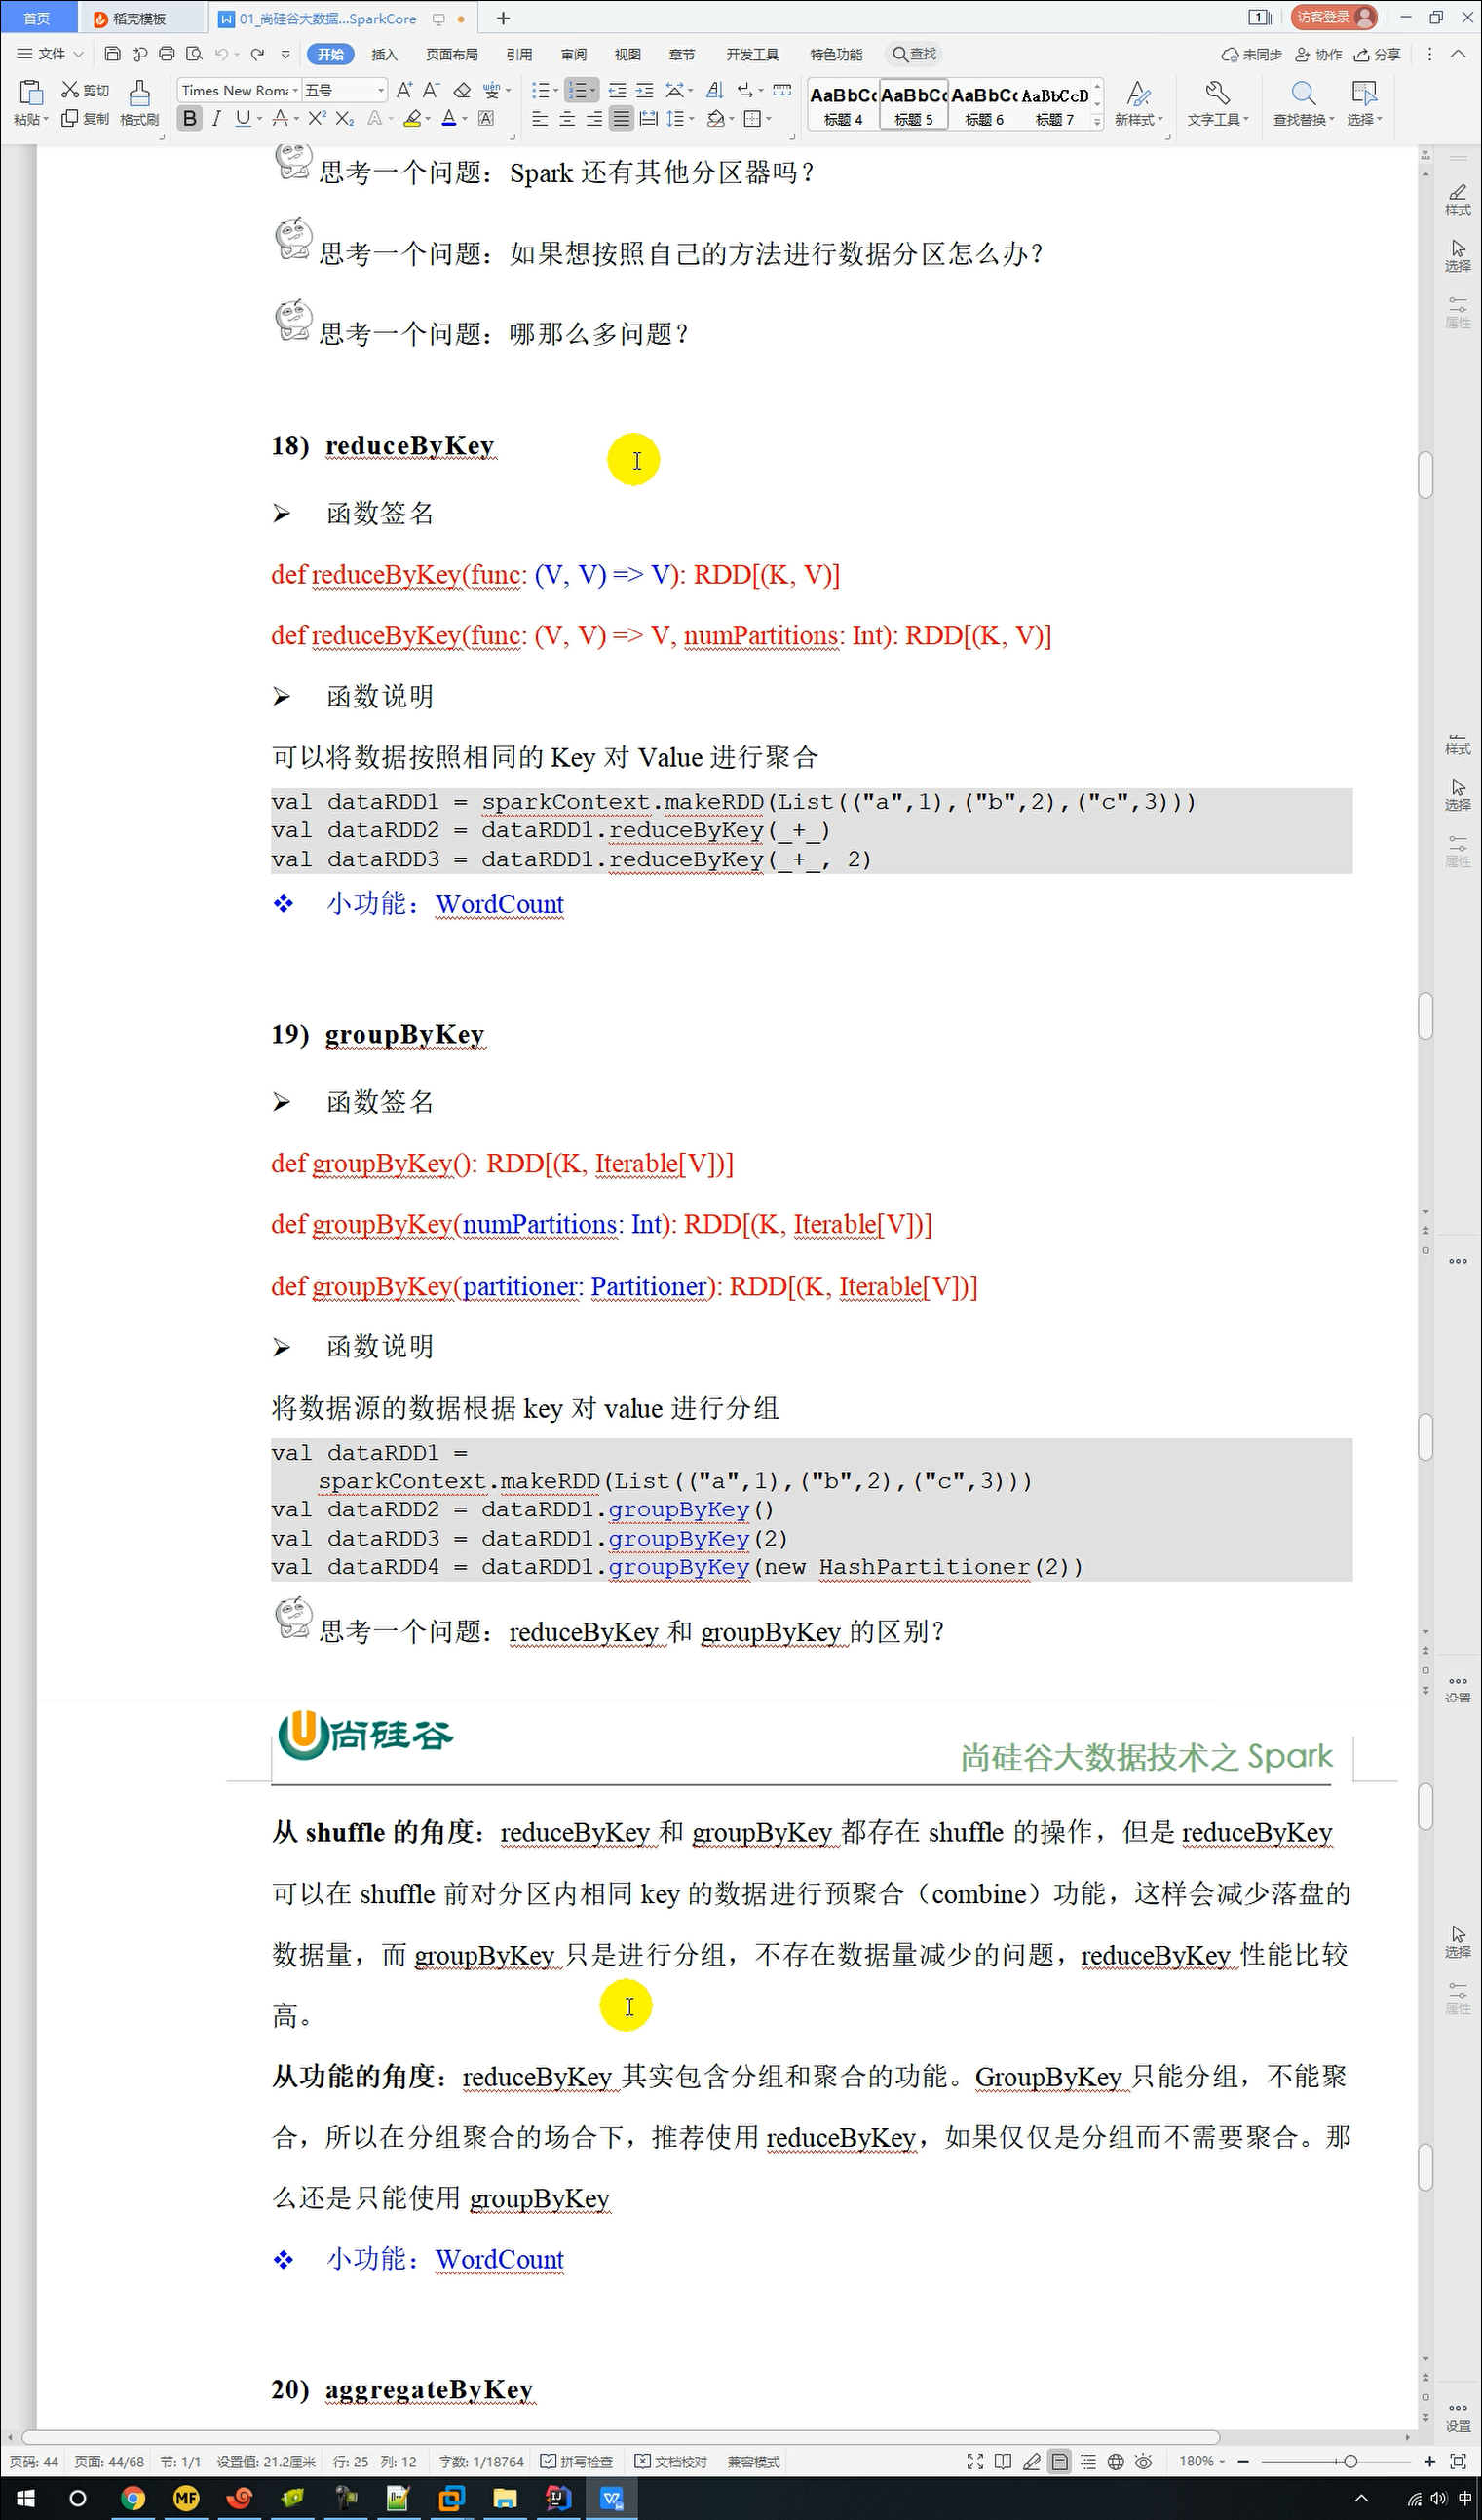 首页 稻壳模板 01_尚硅谷大数据...SparkCore 1 访客登录
文件 开始 插入 页面布局 引用 审阅 视图 章节 开发工具 特色功能 查找 未同步 协作 分享
粘贴 剪切 复制 格式刷 Times New Roma 五号 AaBbC AaBbC AaBbC AaBbCcD 新样式 文字工具 查找替换 选择
标题 4 标题 5 标题 6 标题 7
思考一个问题：Spark 还有其他分区器吗？
思考一个问题：如果想按照自己的方法进行数据分区怎么办？
思考一个问题：哪那么多问题？
18) reduceByKey
➢ 函数签名
def reduceByKey(func: (V, V) => V): RDD[(K, V)]
def reduceByKey(func: (V, V) => V, numPartitions: Int): RDD[(K, V)]
➢ 函数说明
可以将数据按照相同的 Key 对 Value 进行聚合
val dataRDD1 = sparkContext.makeRDD(List(("a",1),("b",2),("c",3)))
val dataRDD2 = dataRDD1.reduceByKey(_+_)
val dataRDD3 = dataRDD1.reduceByKey(_+_, 2)
❖ 小功能：WordCount
19) groupByKey
➢ 函数签名
def groupByKey(): RDD[(K, Iterable[V])]
def groupByKey(numPartitions: Int): RDD[(K, Iterable[V])]
def groupByKey(partitioner: Partitioner): RDD[(K, Iterable[V])]
➢ 函数说明
将数据源的数据根据 key 对 value 进行分组
val dataRDD1 =
sparkContext.makeRDD(List(("a",1),("b",2),("c",3)))
val dataRDD2 = dataRDD1.groupByKey()
val dataRDD3 = dataRDD1.groupByKey(2)
val dataRDD4 = dataRDD1.groupByKey(new HashPartitioner(2))
思考一个问题：reduceByKey 和 groupByKey 的区别？
尚硅谷
尚硅谷大数据技术之 Spark
从 shuffle 的角度：reduceByKey 和 groupByKey 都存在 shuffle 的操作，但是 reduceByKey
可以在 shuffle 前对分区内相同 key 的数据进行预聚合（combine）功能，这样会减少落盘的
数据量，而 groupByKey 只是进行分组，不存在数据量减少的问题，reduceByKey 性能比较
高。
从功能的角度：reduceByKey 其实包含分组和聚合的功能。GroupByKey 只能分组，不能聚
合，所以在分组聚合的场合下，推荐使用 reduceByKey，如果仅仅是分组而不需要聚合。那
么还是只能使用 groupByKey
❖ 小功能：WordCount
20) aggregateByKey
样式
选择
属性
样式
选择
属性
选择
属性
设置
页码: 44 页面: 44/68 节: 1/1 设置值: 21.2厘米 行: 25 列: 12 字数: 1/18764 拼写检查 文档校对 兼容模式 180%
中